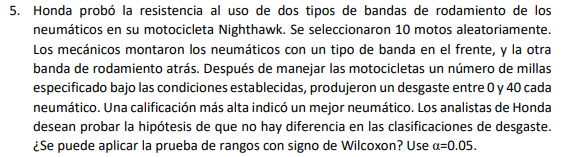 5. Honda probó la resistencia al uso de dos tipos de bandas de rodamiento de los
neumáticos en su motocicleta Nighthawk. Se seleccionaron 10 motos aleatoriamente.
Los mecánicos montaron los neumáticos con un tipo de banda en el frente, y la otra
banda de rodamiento atrás. Después de manejar las motocicletas un número de millas
especificado bajo las condiciones establecidas, produjeron un desgaste entre 0 y 40 cada
neumático. Una calificación más alta indicó un mejor neumático. Los analistas de Honda
desean probar la hipótesis de que no hay diferencia en las clasificaciones de desgaste.
¿Se puede aplicar la prueba de rangos con signo de Wilcoxon? Use α=0.05.